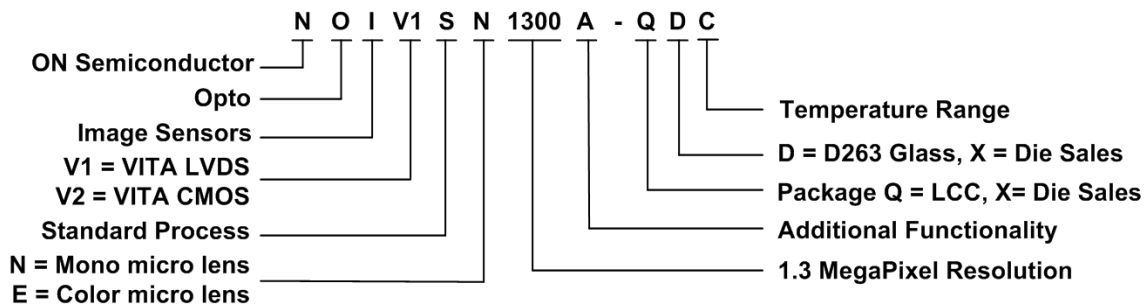 N O I V1 S N 1300 A - Q D C
ON Semiconductor
Opto
Image Sensors
V1 = VITA LVDS
V2 = VITA CMOS
Standard Process
N = Mono micro lens
E = Color micro lens
Temperature Range
D = D263 Glass, X = Die Sales
Package Q = LCC, X= Die Sales
Additional Functionality
1.3 MegaPixel Resolution